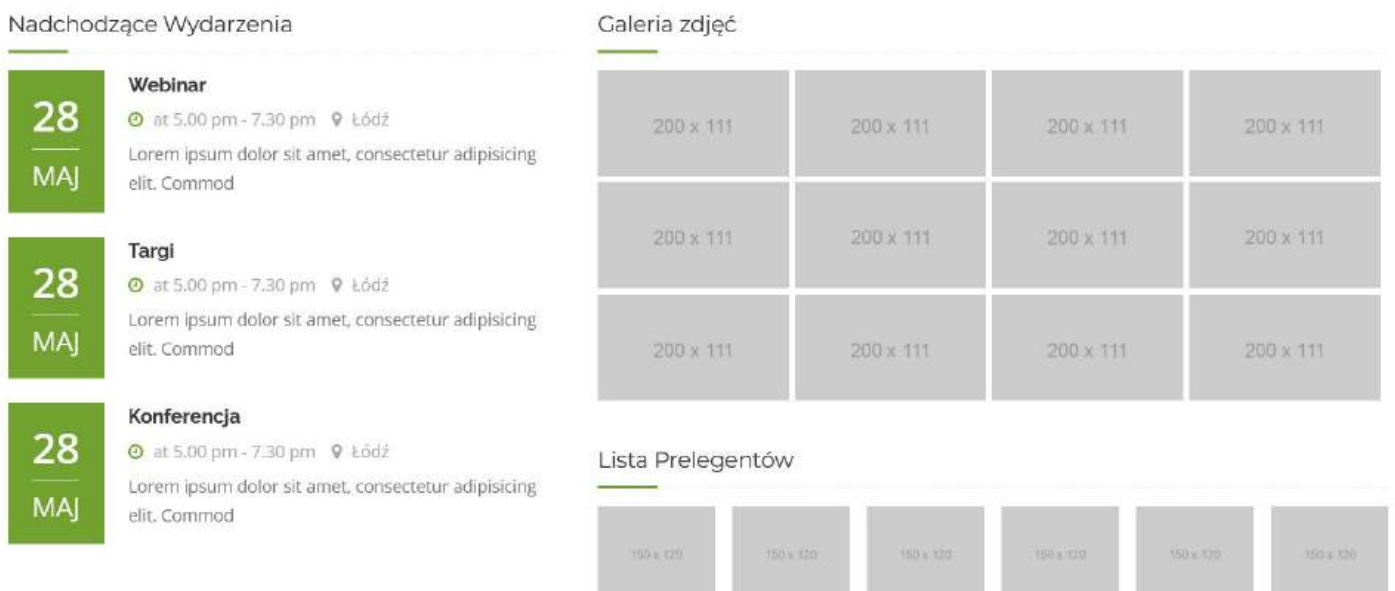 Nadchodzące Wydarzenia
28
MAJ
Webinar
at 5.00 pm - 7.30 pm Łódź
Lorem ipsum dolor sit amet, consectetur adipisicing
elit. Commod
28
MAJ
Targi
at 5.00 pm - 7.30 pm Łódź
Lorem ipsum dolor sit amet, consectetur adipisicing
elit. Commod
28
MAJ
Konferencja
at 5.00 pm - 7.30 pm Łódź
Lorem ipsum dolor sit amet, consectetur adipisicing
elit. Commod
Galeria zdjęć
200 x 111 200 x 111 200 x 111 200 x 111
200 x 111 200 x 111 200 x 111 200 x 111
200 x 111 200 x 111 200 x 111 200 x 111
Lista Prelegentów
150 x 120 150 x 120 150 x 120 150 x 120 150 x 120 150 x 120